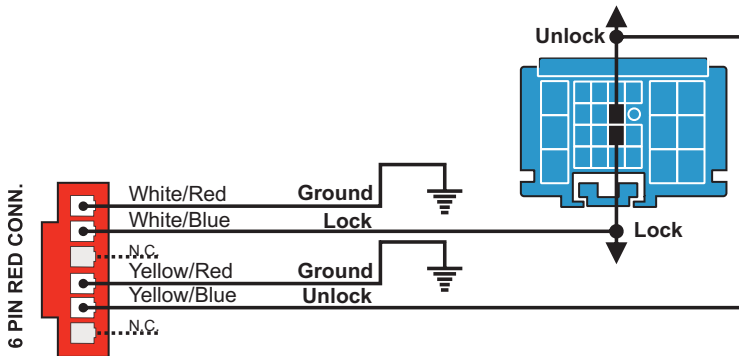 Unlock
6 PIN RED CONN.
White/Red Ground
White/Blue Lock
Lock
N.C.
Yellow/Red Ground
Yellow/Blue Unlock
N.C.